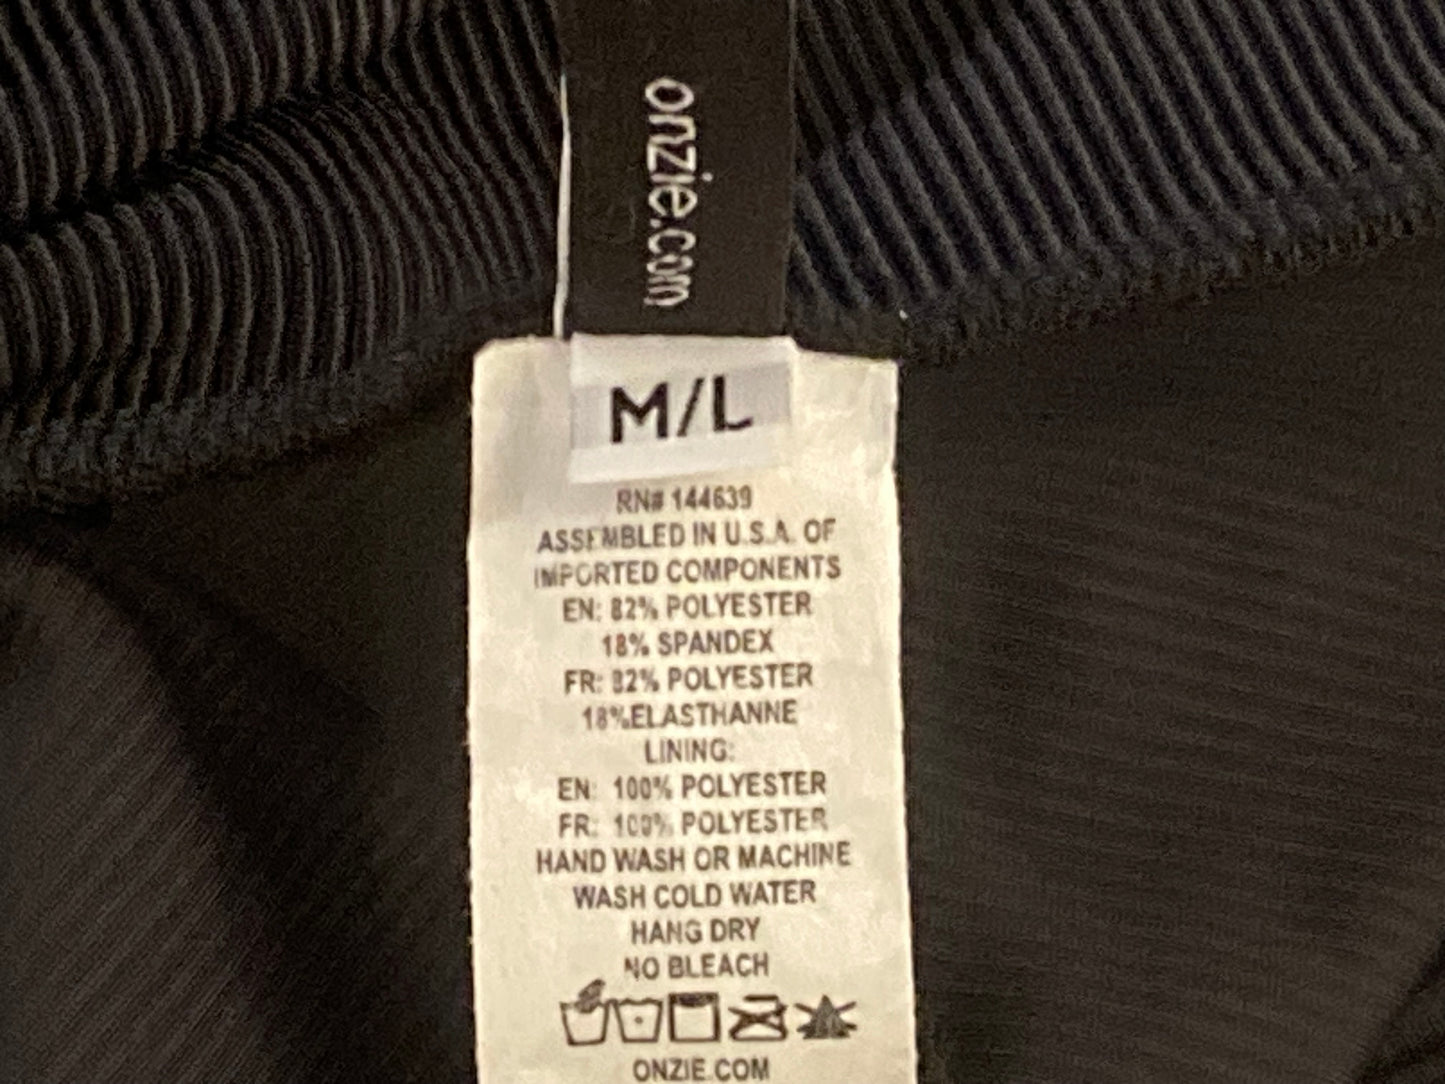 onzie.com
M/L
RN# 144639
ASSEMBLED IN U.S.A. OF
IMPORTED COMPONENTS
EN: 82% POLYESTER
18% SPANDEX
FR: 82% POLYESTER
18%ELASTHANNE
LINING:
EN: 100% POLYESTER
FR: 100% POLYESTER
HAND WASH OR MACHINE
WASH COLD WATER
HANG DRY
NO BLEACH
ONZIE.COM